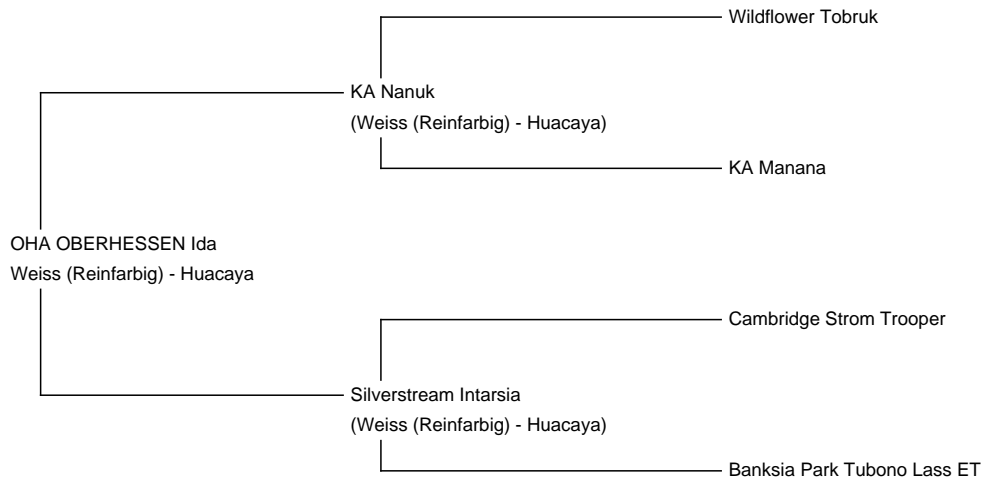 Wildflower Tobruk
KA Nanuk
(Weiss (Reinfarbig) - Huacaya)
KA Manana
OHA OBERHESSEN Ida
Weiss (Reinfarbig) - Huacaya
Cambridge Strom Trooper
Silverstream Intarsia
(Weiss (Reinfarbig) - Huacaya)
Banksia Park Tubono Lass ET